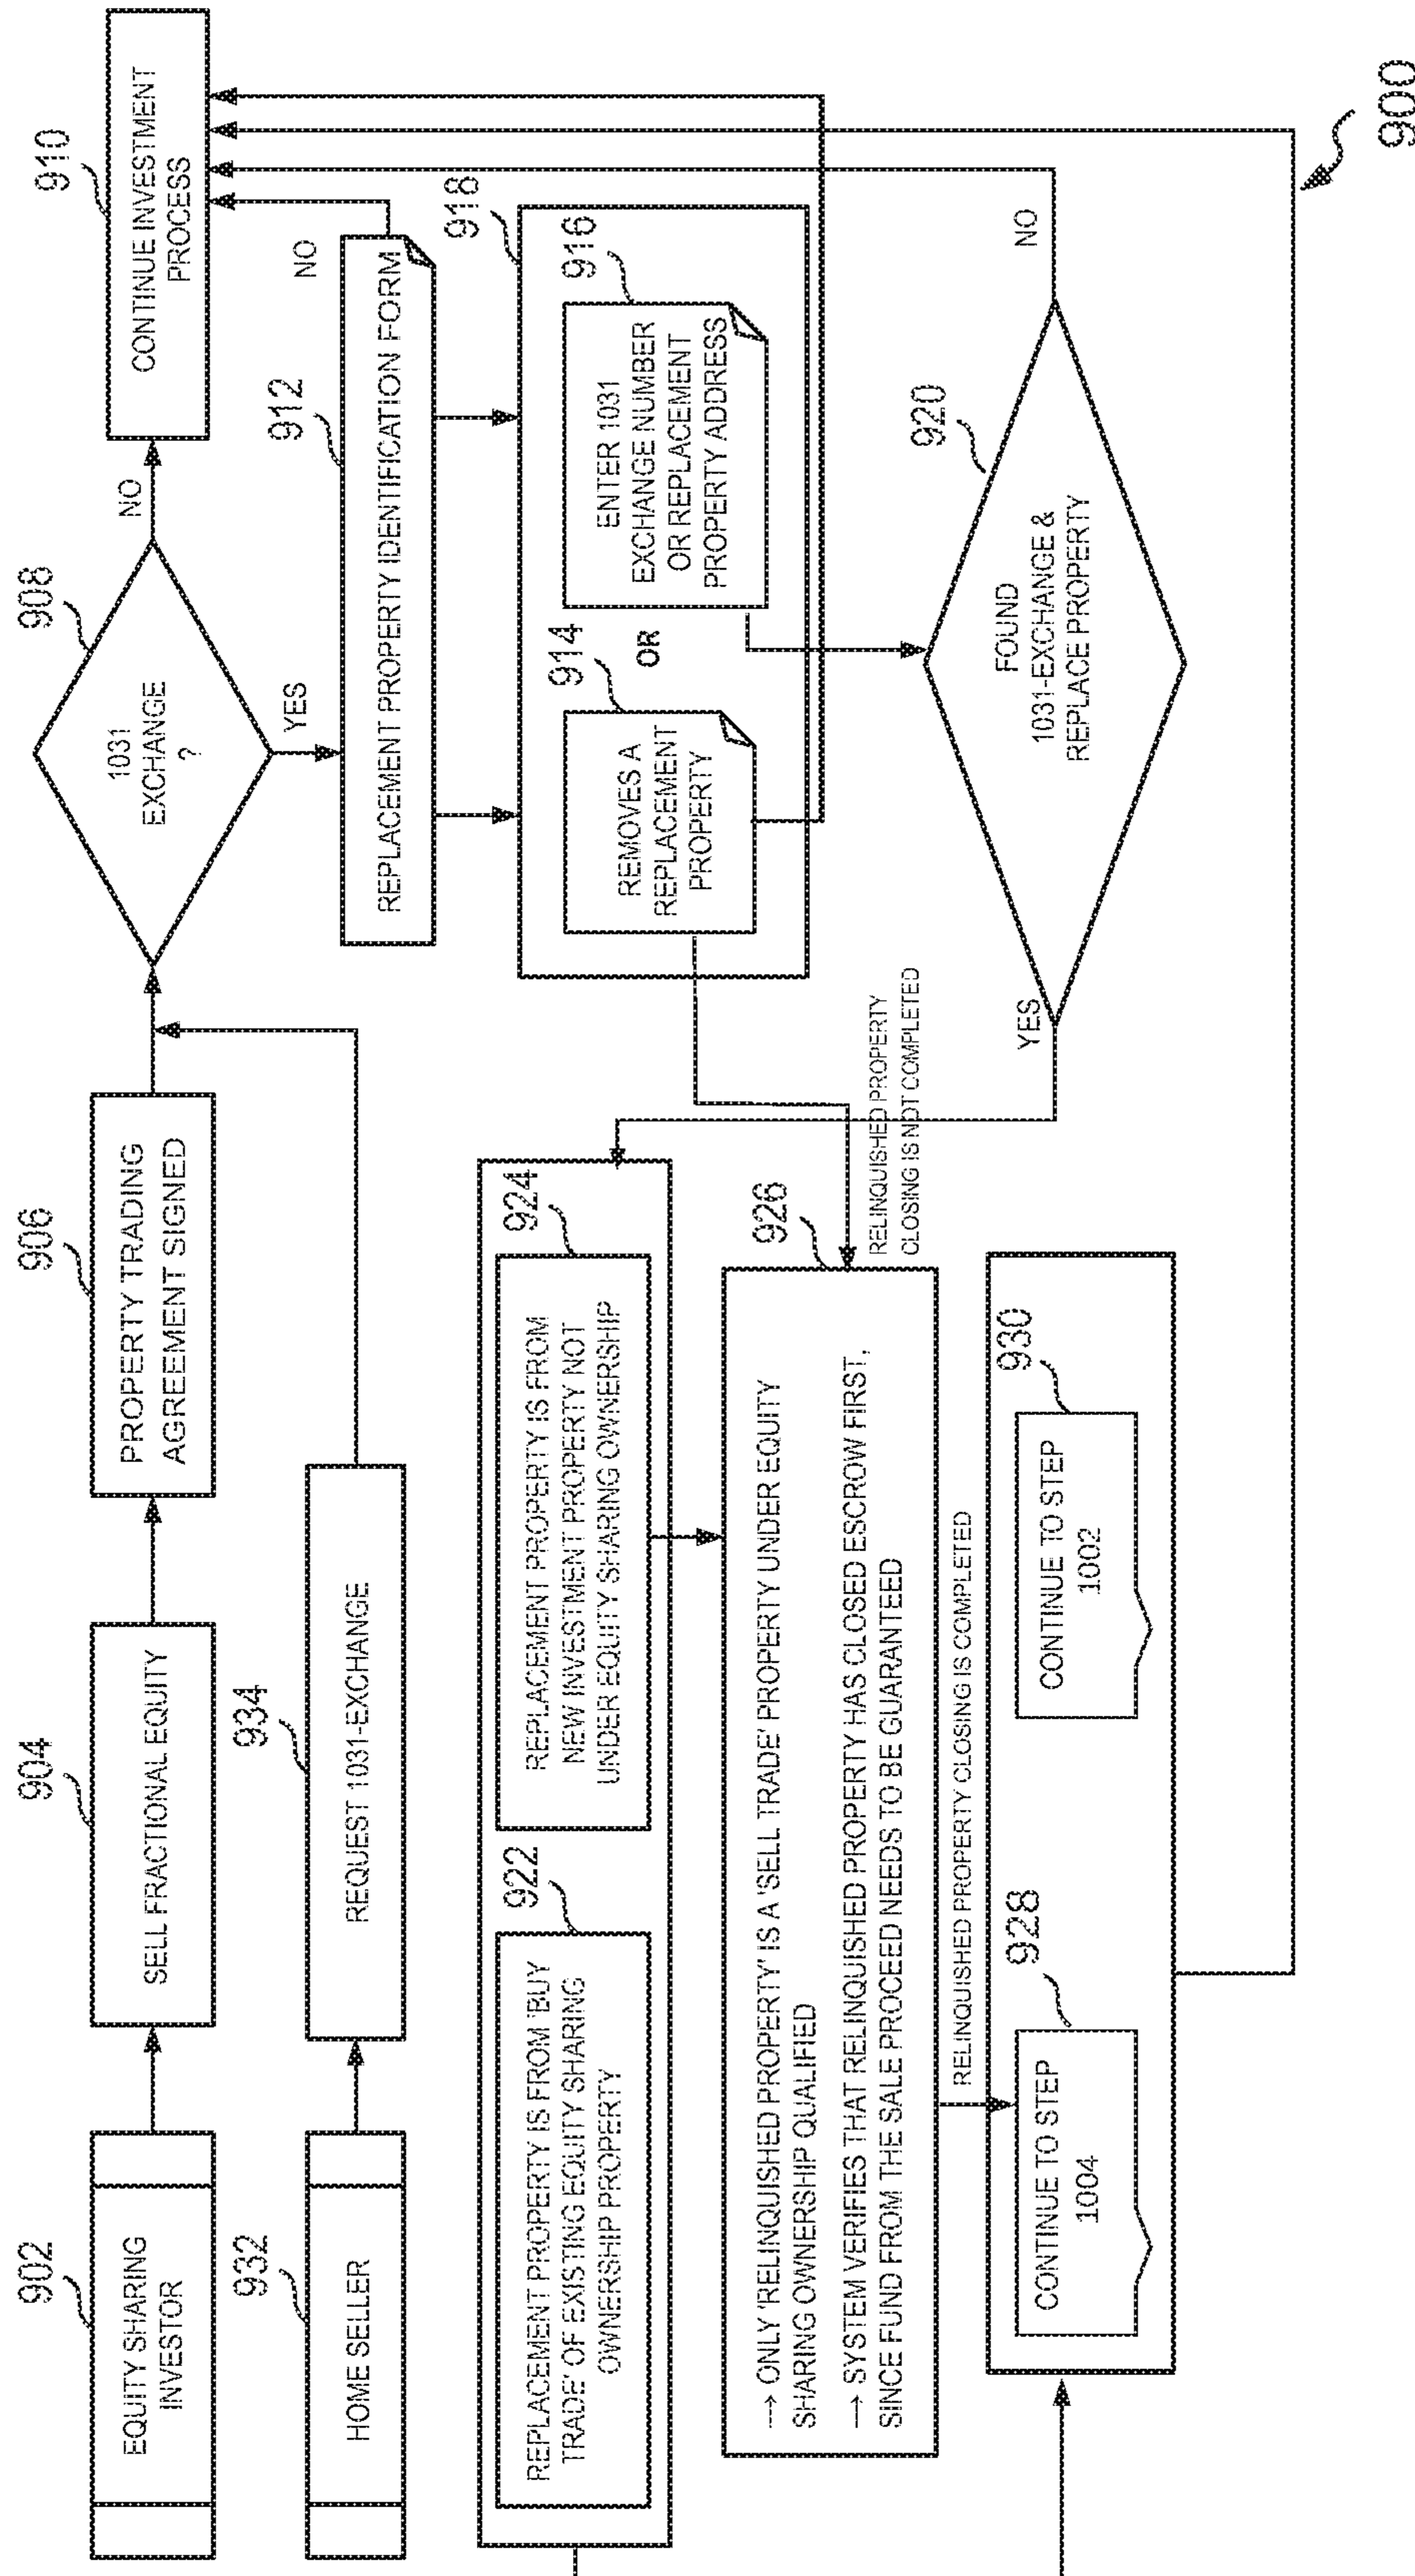 902
EQUITY SHARING
INVESTOR
904
SELL FRACTIONAL EQUITY
906
PROPERTY TRADING
AGREEMENT SIGNED
908
1031
EXCHANGE
?
NO
910
CONTINUE INVESTMENT
PROCESS
932
HOME SELLER
934
REQUEST 1031-EXCHANGE
YES
912
REPLACEMENT PROPERTY IDENTIFICATION FORM
NO
918
914
REMOVES A
REPLACEMENT
PROPERTY
OR
916
ENTER 1031
EXCHANGE NUMBER
OR REPLACEMENT
PROPERTY ADDRESS
922
REPLACEMENT PROPERTY IS FROM 'BUY
TRADE' OF EXISTING EQUITY SHARING
OWNERSHIP PROPERTY
924
REPLACEMENT PROPERTY IS FROM
NEW INVESTMENT PROPERTY NOT
UNDER EQUITY SHARING OWNERSHIP
926
RELINQUISHED PROPERTY
CLOSING IS NOT COMPLETED
→ ONLY 'RELINQUISHED PROPERTY' IS A 'SELL TRADE' PROPERTY UNDER EQUITY
SHARING OWNERSHIP QUALIFIED
→ SYSTEM VERIFIES THAT RELINQUISHED PROPERTY HAS CLOSED ESCROW FIRST,
SINCE FUND FROM THE SALE PROCEED NEEDS TO BE GUARANTEED
920
FOUND
1031-EXCHANGE &
REPLACE PROPERTY
YES
NO
RELINQUISHED PROPERTY CLOSING IS COMPLETED
928
CONTINUE TO STEP
1004
930
CONTINUE TO STEP
1002
900